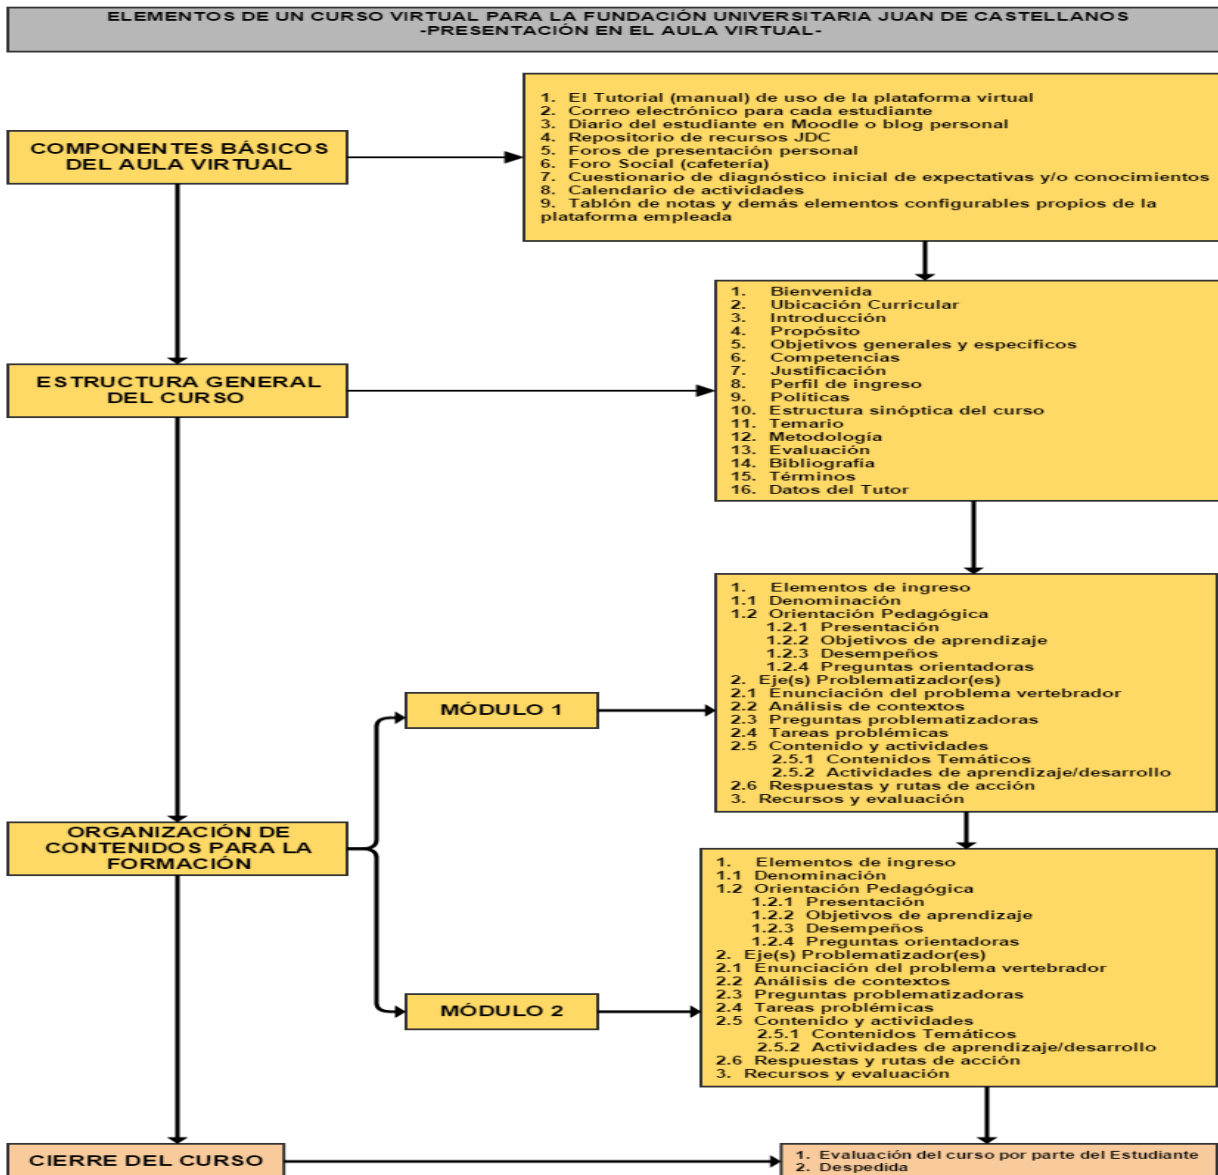 ELEMENTOS DE UN CURSO VIRTUAL PARA LA FUNDACIÓN UNIVERSITARIA JUAN DE CASTELLANOS
-PRESENTACIÓN EN EL AULA VIRTUAL-
COMPONENTES BÁSICOS
DEL AULA VIRTUAL
1. El Tutorial (manual) de uso de la plataforma virtual
2. Correo electrónico para cada estudiante
3. Diario del estudiante en Moodle o blog personal
4. Repositorio de recursos JDC
5. Foros de presentación personal
6. Foro Social (cafetería)
7. Cuestionario de diagnóstico inicial de expectativas y/o conocimientos
8. Calendario de actividades
9. Tablón de notas y demás elementos configurables propios de la
plataforma empleada
ESTRUCTURA GENERAL
DEL CURSO
1. Bienvenida
2. Ubicación Curricular
3. Introducción
4. Propósito
5. Objetivos generales y específicos
6. Competencias
7. Justificación
8. Perfil de ingreso
9. Políticas
10. Estructura sinóptica del curso
11. Temario
12. Metodología
13. Evaluación
14. Bibliografía
15. Términos
16. Datos del Tutor
ORGANIZACIÓN DE
CONTENIDOS PARA LA
FORMACIÓN
MÓDULO 1
1. Elementos de ingreso
1.1 Denominación
1.2 Orientación Pedagógica
1.2.1 Presentación
1.2.2 Objetivos de aprendizaje
1.2.3 Desempeños
1.2.4 Preguntas orientadoras
2. Eje(s) Problematizador(es)
2.1 Enunciación del problema vertebrador
2.2 Análisis de contextos
2.3 Preguntas problematizadoras
2.4 Tareas problémicas
2.5 Contenido y actividades
2.5.1 Contenidos Temáticos
2.5.2 Actividades de aprendizaje/desarrollo
2.6 Respuestas y rutas de acción
3. Recursos y evaluación
MÓDULO 2
1. Elementos de ingreso
1.1 Denominación
1.2 Orientación Pedagógica
1.2.1 Presentación
1.2.2 Objetivos de aprendizaje
1.2.3 Desempeños
1.2.4 Preguntas orientadoras
2. Eje(s) Problematizador(es)
2.1 Enunciación del problema vertebrador
2.2 Análisis de contextos
2.3 Preguntas problematizadoras
2.4 Tareas problémicas
2.5 Contenido y actividades
2.5.1 Contenidos Temáticos
2.5.2 Actividades de aprendizaje/desarrollo
2.6 Respuestas y rutas de acción
3. Recursos y evaluación
CIERRE DEL CURSO
1. Evaluación del curso por parte del Estudiante
2. Despedida